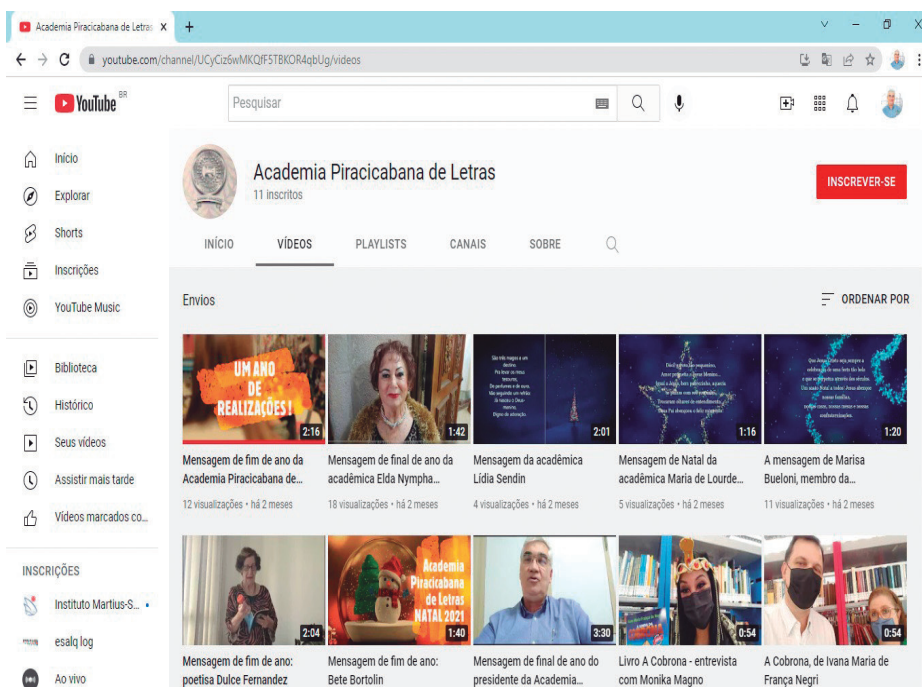 Academia Piracicabana de Letras
youtube.com/channel/UCyCiz6wMKQfF5TBKOR4qbUg/videos
YouTube BR
Pesquisar
Início
Explorar
Shorts
Inscrições
YouTube Music
Biblioteca
Histórico
Seus vídeos
Assistir mais tarde
Vídeos marcados co...
INSCRIÇÕES
Instituto Martius-S...
esalq log
Ao vivo
Academia Piracicabana de Letras
11 inscritos
INSCREVER-SE
INÍCIO VÍDEOS PLAYLISTS CANAIS SOBRE
Envios
ORDENAR POR
UM ANO
DE
REALIZAÇÕES!
2:16
Mensagem de fim de ano da
Academia Piracicabana de...
12 visualizações • há 2 meses
1:42
Mensagem de final de ano da
acadêmica Elda Nympha...
18 visualizações • há 2 meses
2:01
Mensagem da acadêmica
Lídia Sendin
4 visualizações • há 2 meses
1:16
Mensagem de Natal da
acadêmica Maria de Lourde...
5 visualizações • há 2 meses
1:20
A mensagem de Marisa
Bueloni, membro da...
11 visualizações • há 2 meses
2:04
Mensagem de fim de ano:
poetisa Dulce Fernandez
Academia
Piracicabana
de Letras
NATAL 2021
1:40
Mensagem de fim de ano:
Bete Bortolin
3:30
Mensagem de final de ano do
presidente da Academia...
0:54
Livro A Cobrona - entrevista
com Monika Magno
0:54
A Cobrona, de Ivana Maria de
França Negri